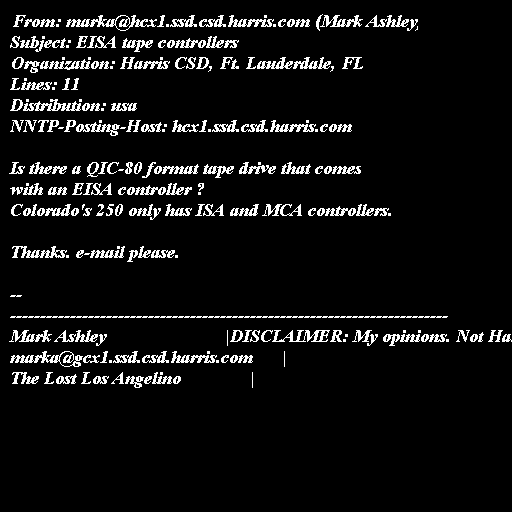 From: marka@hcx1.ssd.csd.harris.com (Mark Ashley)
Subject: EISA tape controllers
Organization: Harris CSD, Ft. Lauderdale, FL
Lines: 11
Distribution: usa
NNTP-Posting-Host: hcx1.ssd.csd.harris.com

Is there a QIC-80 format tape drive that comes
with an EISA controller ?
Colorado's 250 only has ISA and MCA controllers.

Thanks. e-mail please.

--
-------------------------------------------------------------------------
Mark Ashley |DISCLAIMER: My opinions. Not
marka@gcx1.ssd.csd.harris.com |
The Lost Los Angelino |